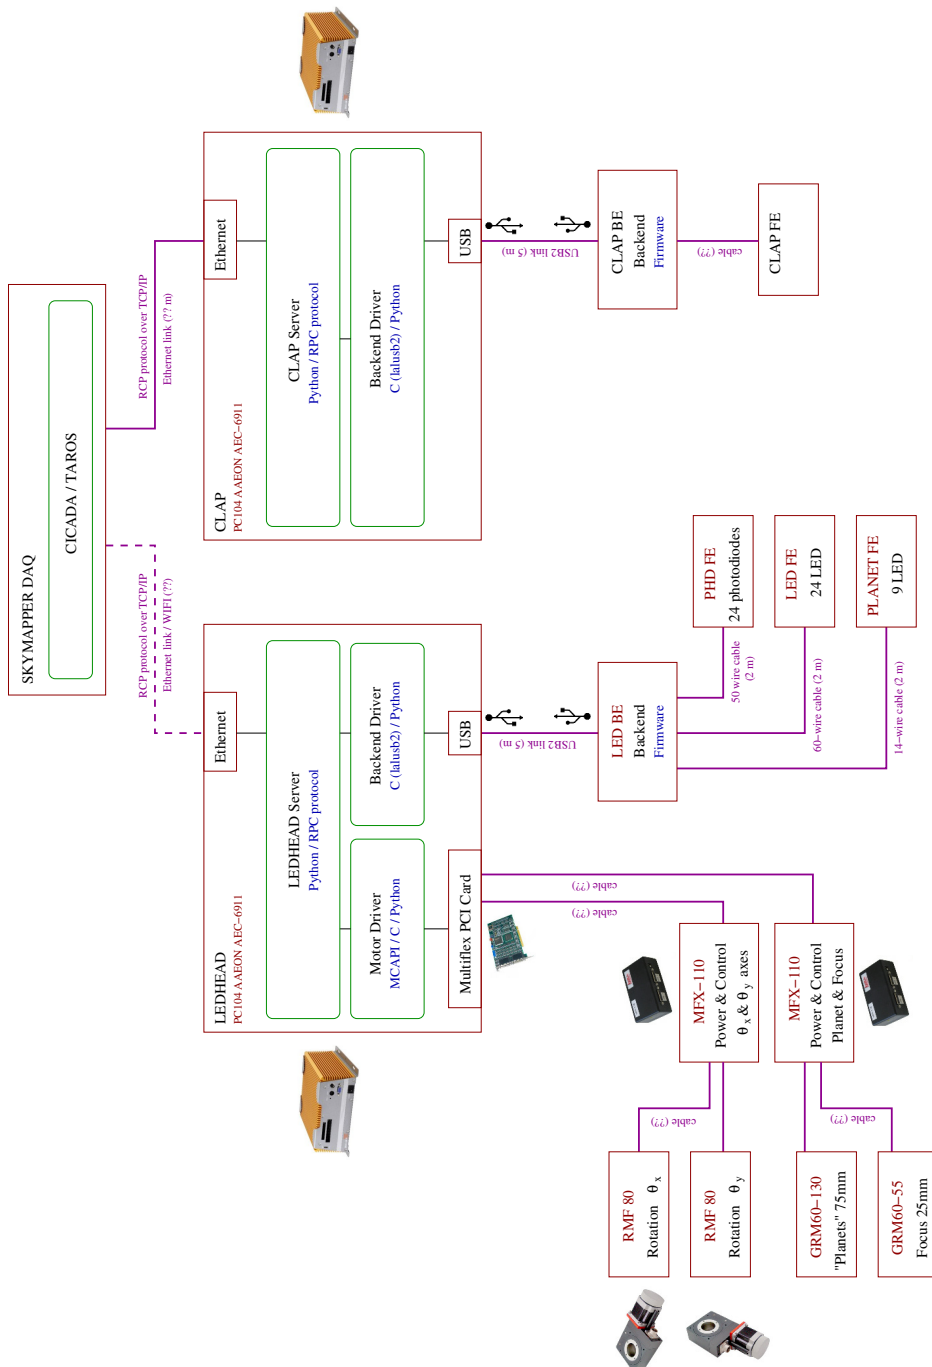 SKYMAPPER DAQ
CICADA / TAROS
RCP protocol over TCP/IP
Ethernet link / WIFI (??)
RCP protocol over TCP/IP
Ethernet link (?? m)
LEDHEAD
PC104 AAEON AEC–6911
Ethernet
LEDHEAD Server
Python / RPC protocol
Motor Driver
MCAPI / C / Python
Backend Driver
C (lalusb2) / Python
Multiflex PCI Card
USB
CLAP
PC104 AAEON AEC–6911
Ethernet
CLAP Server
Python / RPC protocol
Backend Driver
C (lalusb2) / Python
USB
USB2 link (5 m)
USB2 link (5 m)
cable (??)
cable (??)
LED BE
Backend
Firmware
CLAP BE
Backend
Firmware
cable (??)
CLAP FE
50 wire cable
(2 m)
60–wire cable (2 m)
14–wire cable (2 m)
PHD FE
24 photodiodes
LED FE
24 LED
PLANET FE
9 LED
MFX–110
Power & Control
θ x & θ y axes
MFX–110
Power & Control
Planet & Focus
cable (??)
cable (??)
RMF 80
Rotation θ x
RMF 80
Rotation θ y
GRM60–130
"Planets" 75mm
GRM60–55
Focus 25mm